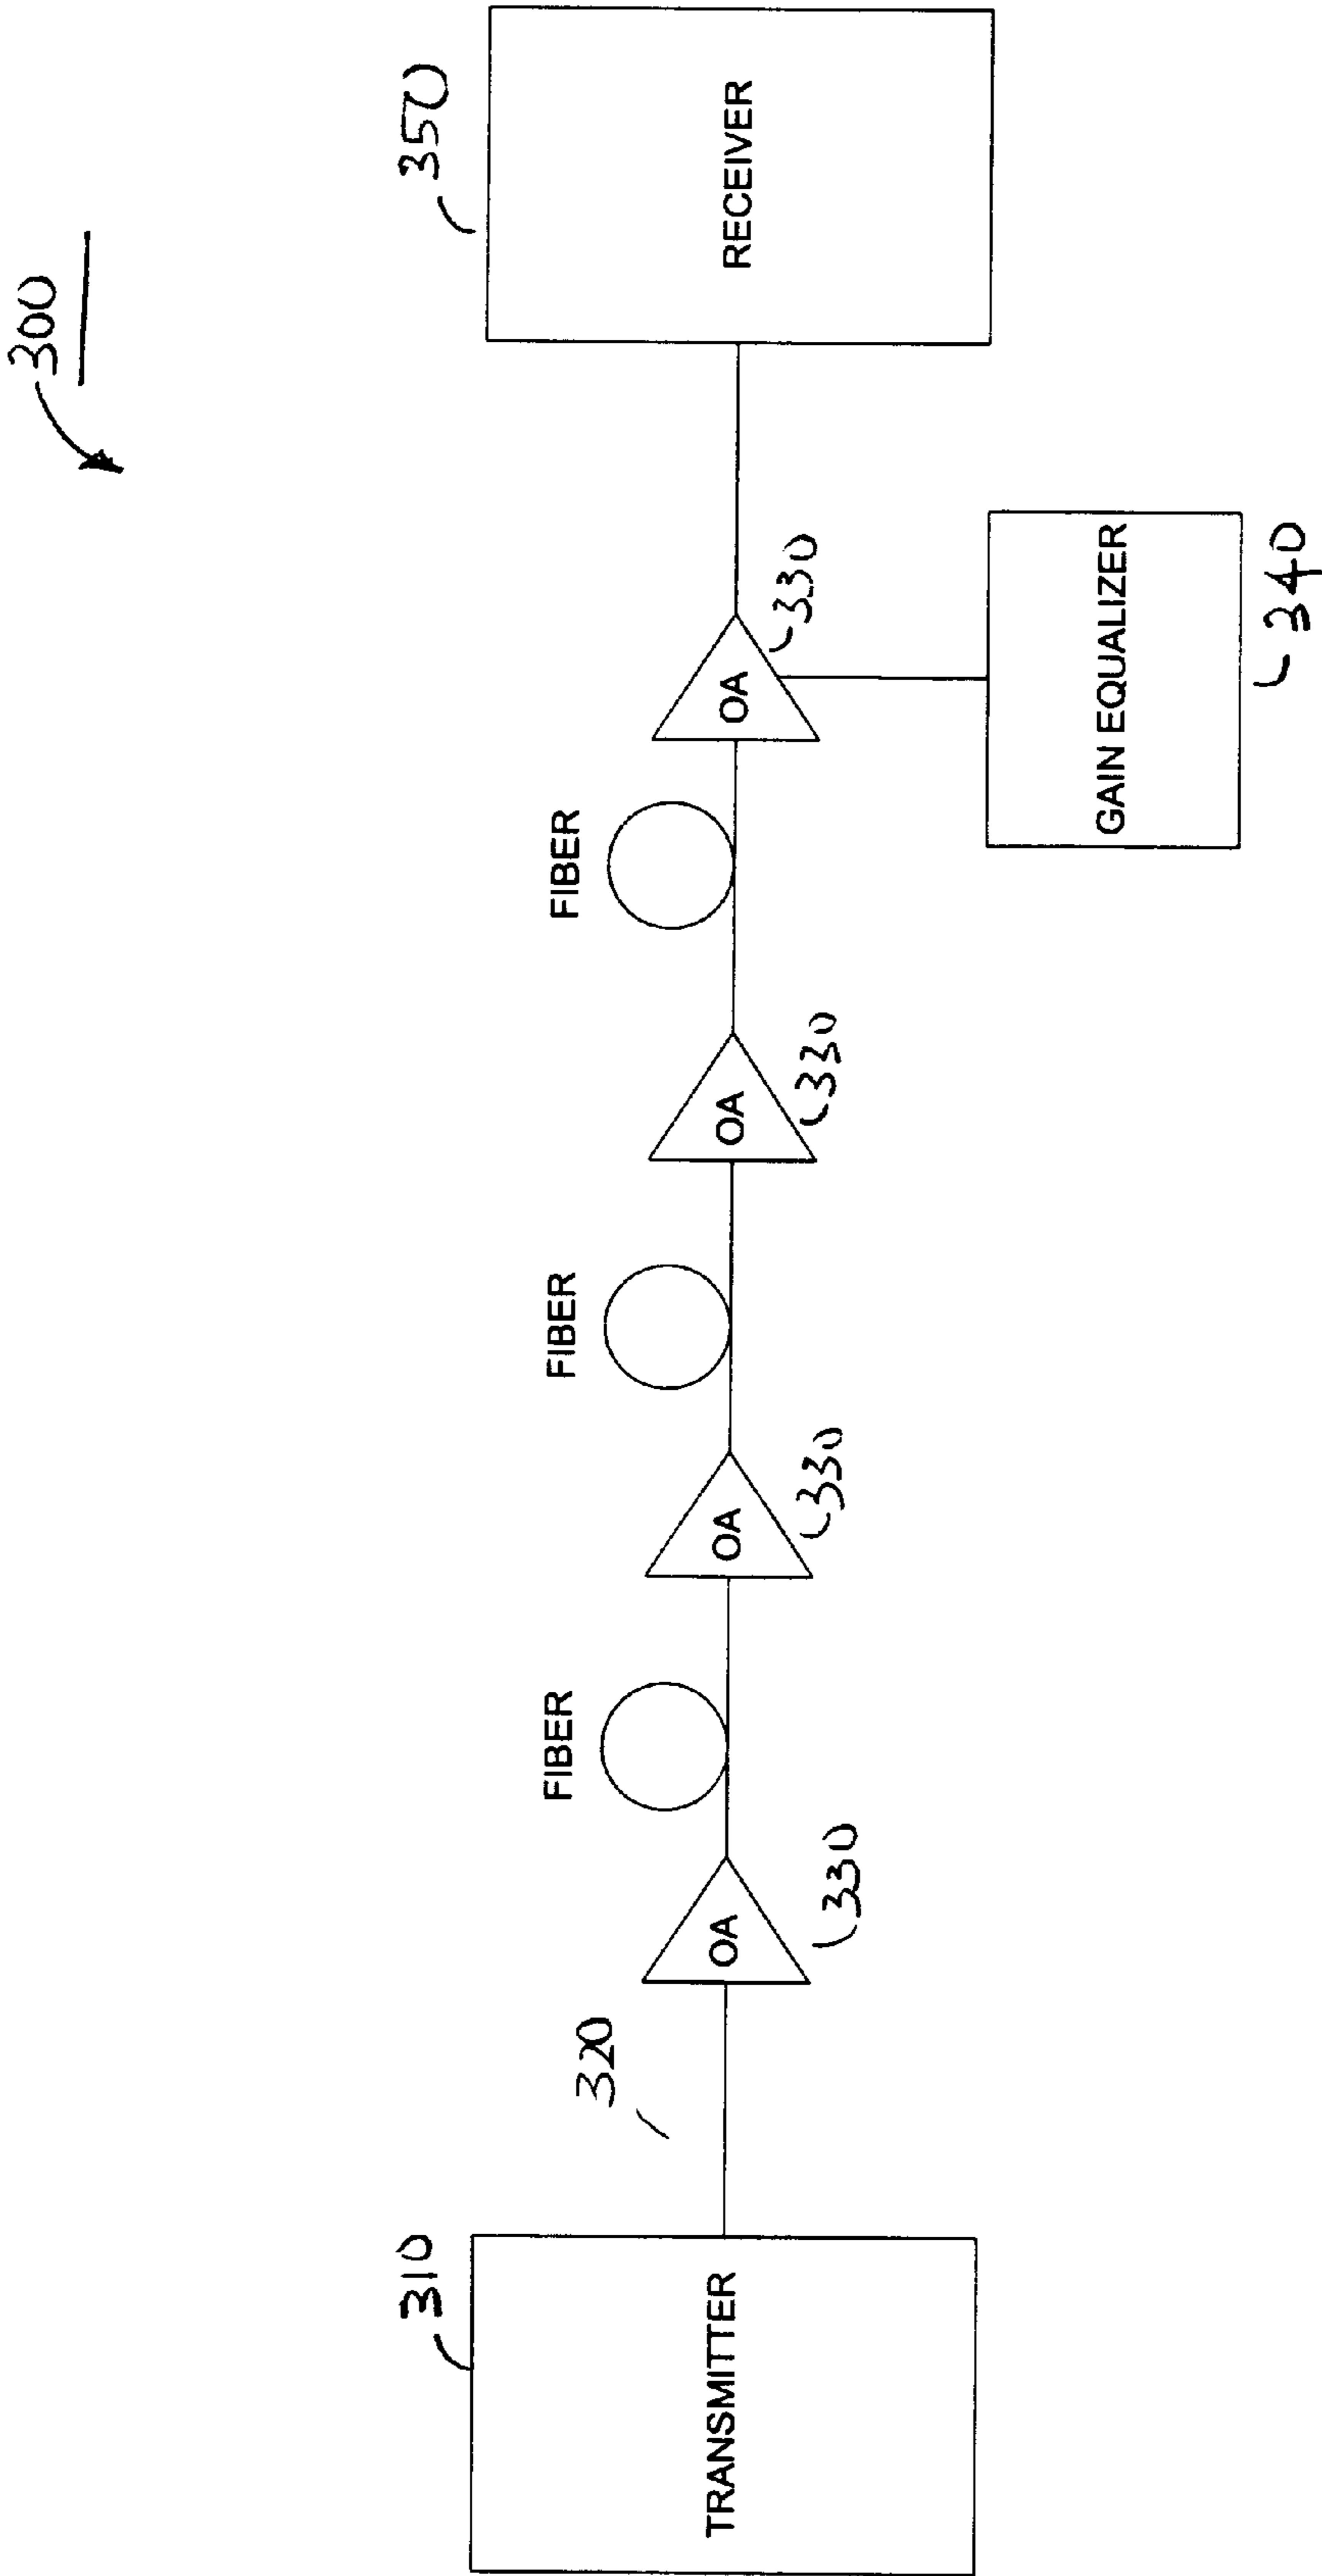 300
310
TRANSMITTER
320
OA
330
FIBER
OA
330
FIBER
OA
330
FIBER
OA
330
GAIN EQUALIZER
340
350
RECEIVER